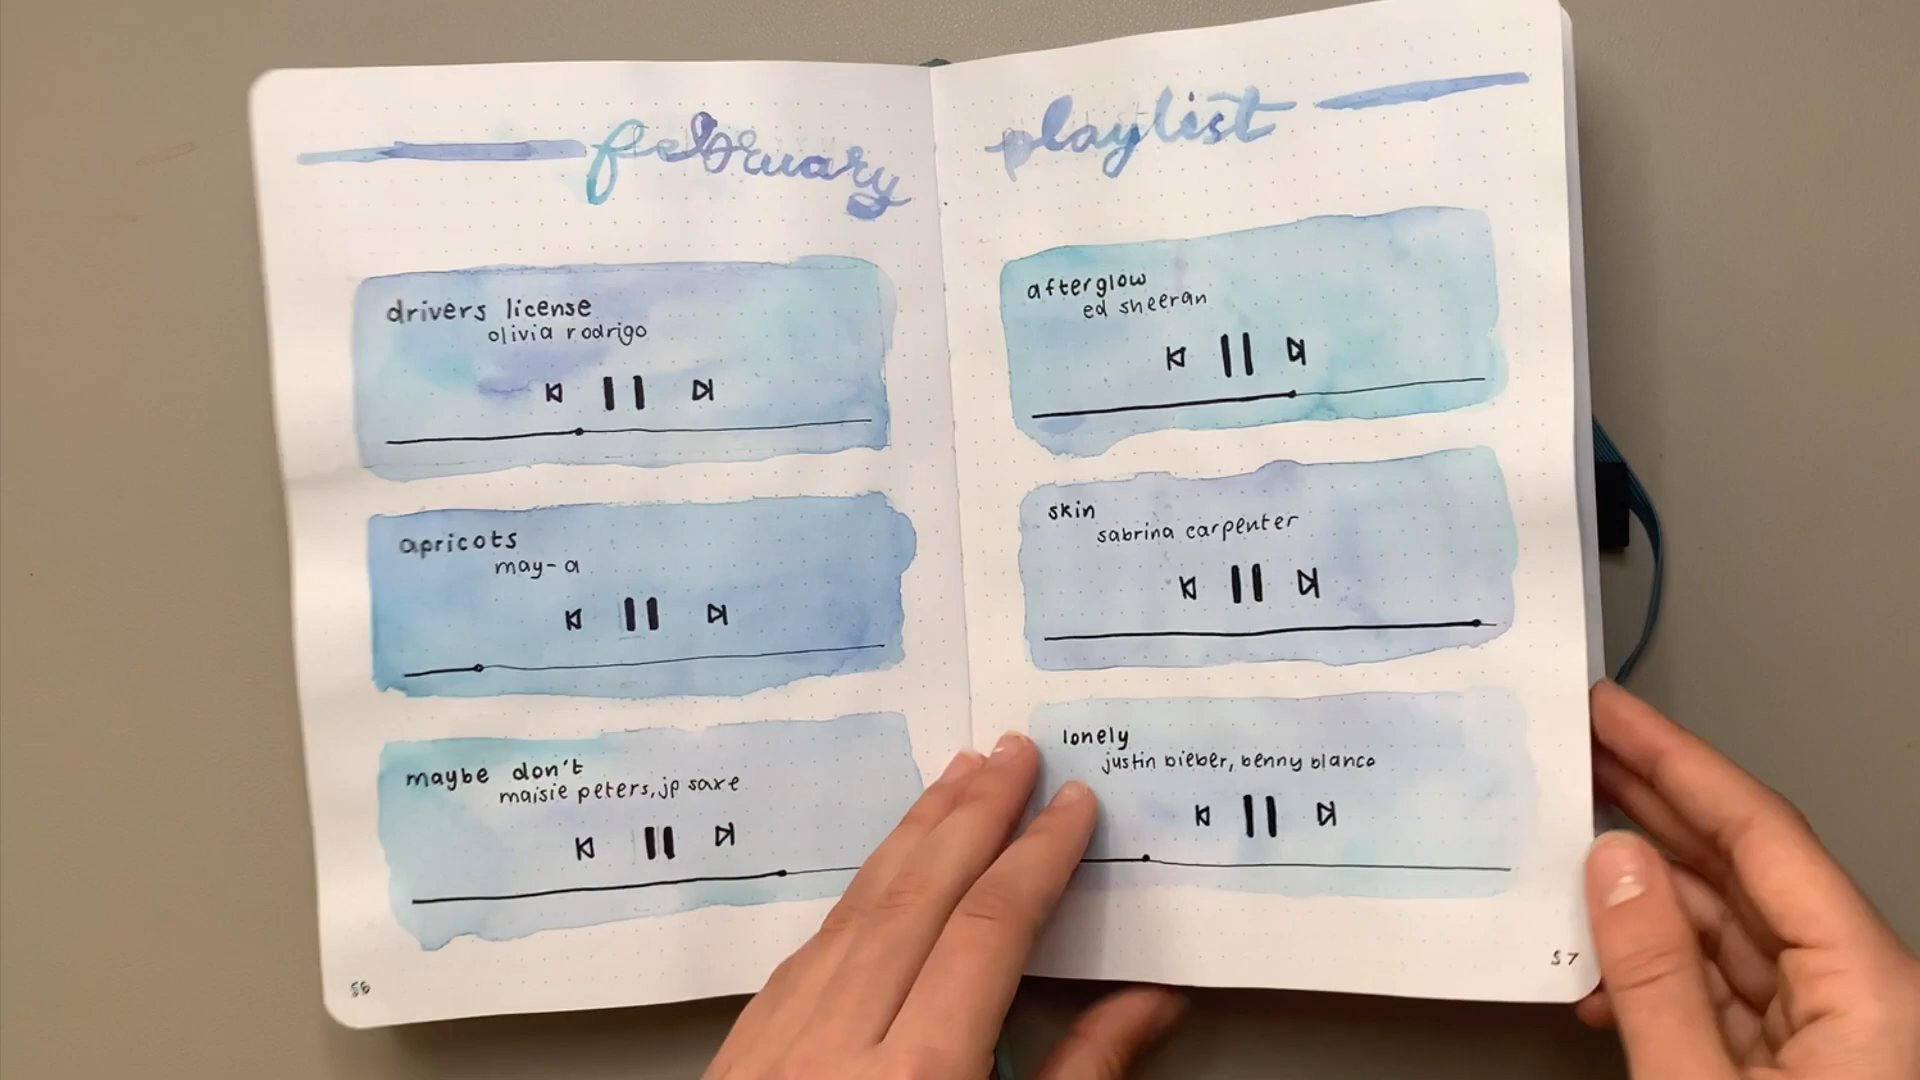 february playlist
drivers license
olivia rodrigo
apricots
may-a
maybe don't
maisie peters, jp saxe
56
afterglow
ed sheeran
skin
sabrina carpenter
lonely
justin bieber, benny blanco
57